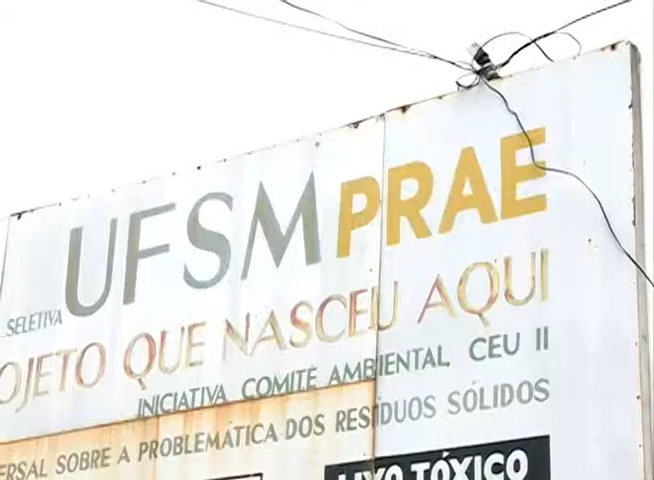 SELETIVA UFSM PRAE
OJETO QUE NASCEU AQUI
INICIATIVA COMITÊ AMBIENTAL CEU II
ERSAL SOBRE A PROBLEMÁTICA DOS RESÍDUOS SÓLIDOS
LIXO TÓXICO